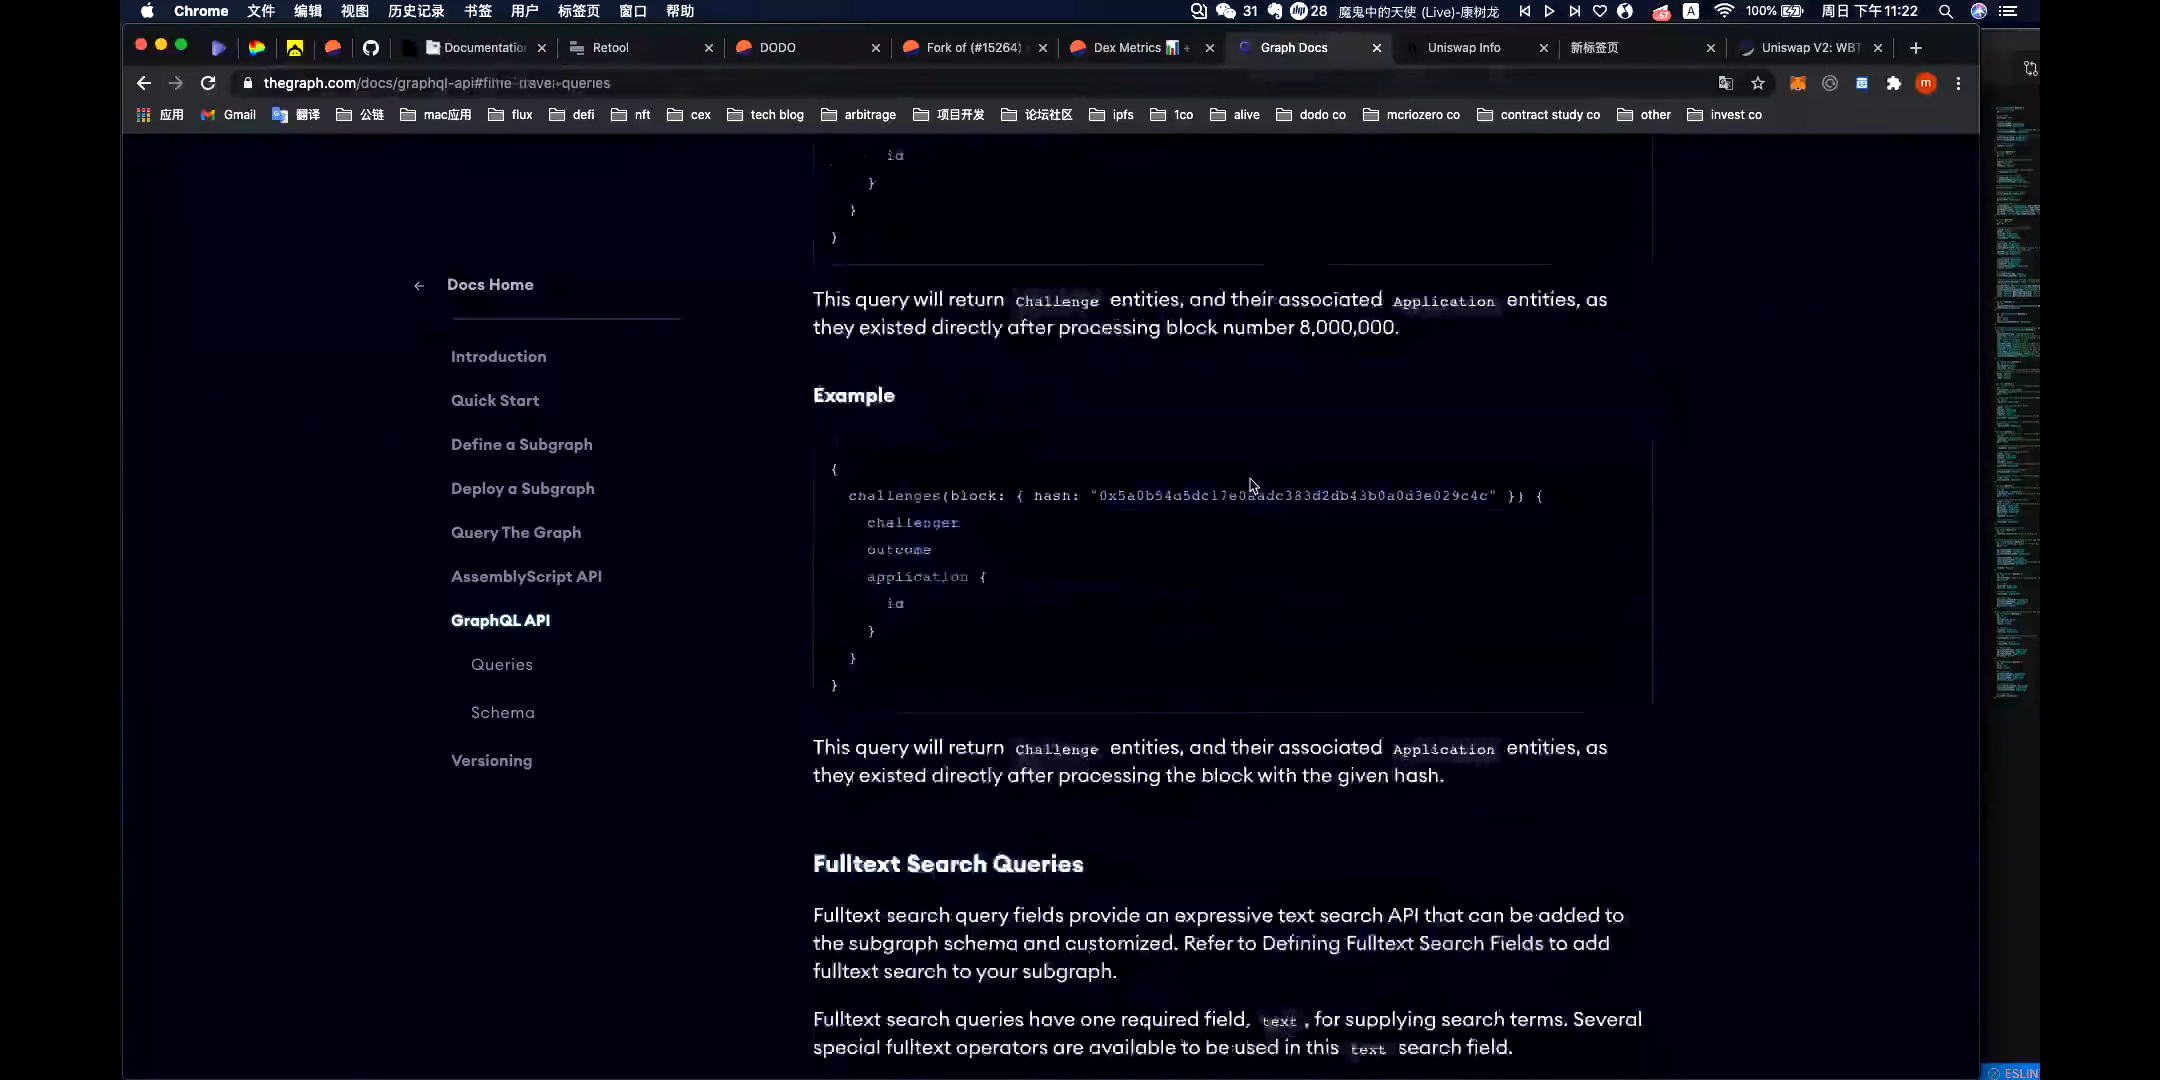 Chrome 文件 编辑 视图 历史记录 书签 用户 标签页 窗口 帮助 31 28 魔鬼中的天使 (Live)-康树龙 A 100% 周日 下午11:22
Documentation Retool DODO Fork of (#15264) Dex Metrics Graph Docs Uniswap Info 新标签页 Uniswap V2: WBT
thegraph.com/docs/graphql-api#time-travel-queries
应用 Gmail 翻译 公链 mac应用 flux defi nft cex tech blog arbitrage 项目开发 论坛社区 ipfs 1co alive dodo co mcriozero co contract study co other invest co
id
}
}
}
Docs Home
Introduction
Quick Start
Define a Subgraph
Deploy a Subgraph
Query The Graph
AssemblyScript API
GraphQL API
Queries
Schema
Versioning
This query will return Challenge entities, and their associated Application entities, as
they existed directly after processing block number 8,000,000.
Example
{
challenges(block: { hash: }) {
challenger
outcome
application {
id
}
}
}
This query will return Challenge entities, and their associated Application entities, as
they existed directly after processing the block with the given hash.
Fulltext Search Queries
Fulltext search query fields provide an expressive text search API that can be added to
the subgraph schema and customized. Refer to Defining Fulltext Search Fields to add
fulltext search to your subgraph.
Fulltext search queries have one required field, text , for supplying search terms. Several
special fulltext operators are available to be used in this text search field.
ESLIN